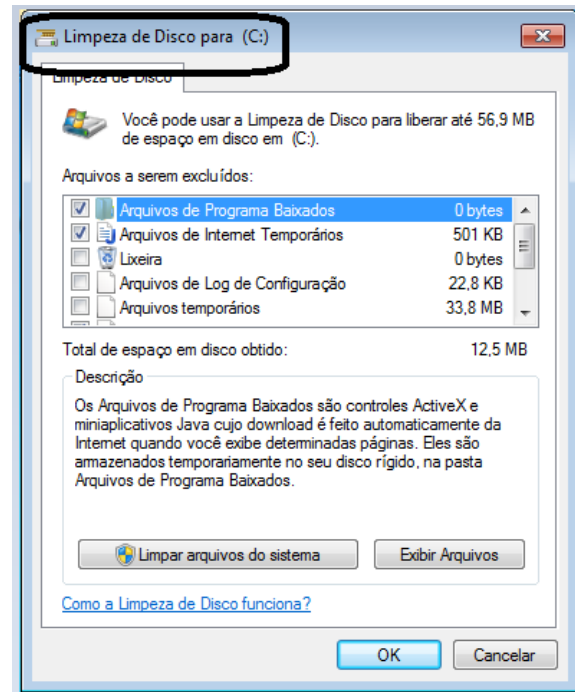 Limpeza de Disco para (C:)
Limpeza de Disco
Você pode usar a Limpeza de Disco para liberar até 56,9 MB
de espaço em disco em (C:).
Arquivos a serem excluídos:
Arquivos de Programa Baixados 0 bytes
Arquivos de Internet Temporários 501 KB
Lixeira 0 bytes
Arquivos de Log de Configuração 22,8 KB
Arquivos temporários 33,8 MB
Total de espaço em disco obtido: 12,5 MB
Descrição
Os Arquivos de Programa Baixados são controles ActiveX e
miniaplicativos Java cujo download é feito automaticamente da
Internet quando você exibe determinadas páginas. Eles são
armazenados temporariamente no seu disco rígido, na pasta
Arquivos de Programa Baixados.
Limpar arquivos do sistema Exibir Arquivos
Como a Limpeza de Disco funciona?
OK Cancelar